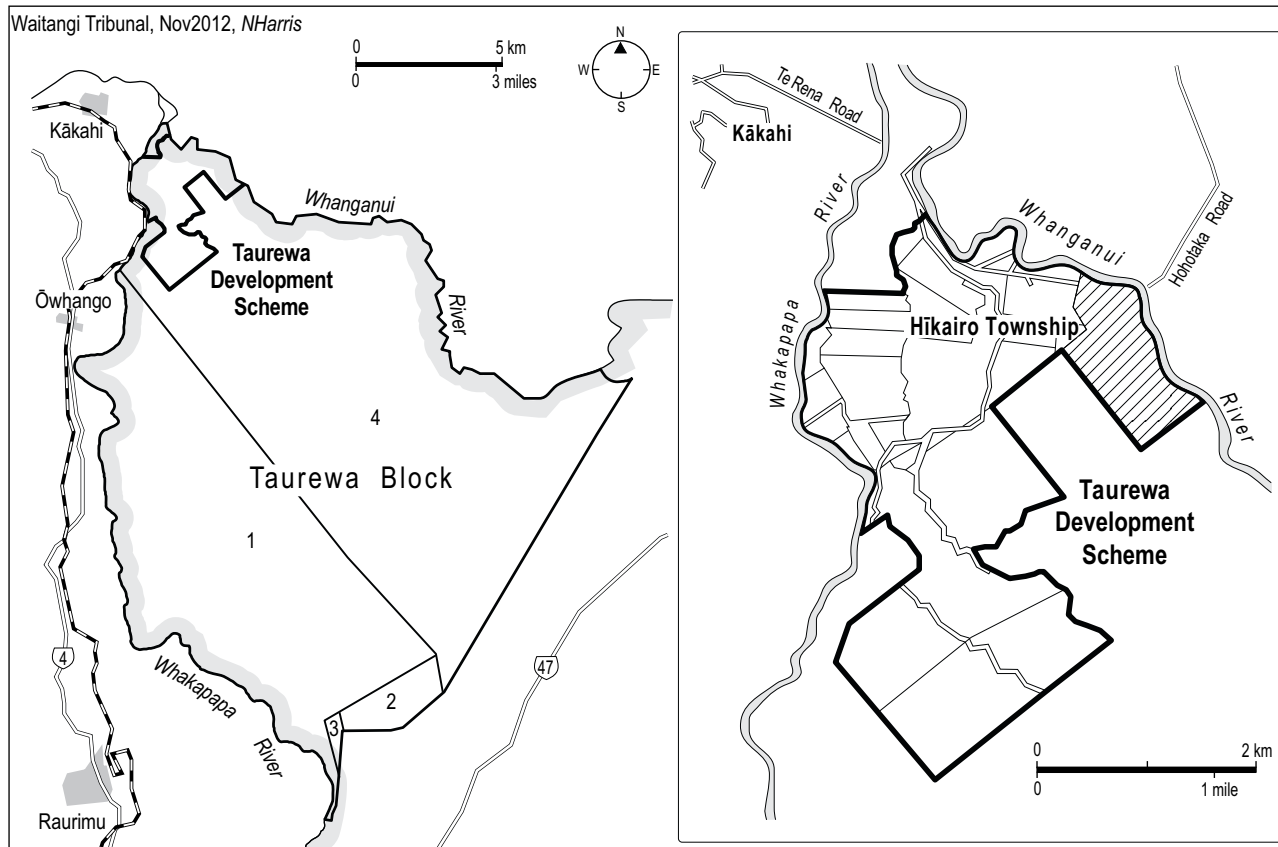 Waitangi Tribunal, Nov2012, NHarris
0 5 km
0 3 miles
N
W E
S
Kākahi
Whanganui
River
Taurewa
Development
Scheme
Ōwhango
4
Taurewa Block
1
2
3
4
47
Whakapapa
River
Raurimu
Te Rena Road
Kākahi
River
Whakapapa
Whanganui
River
Hohotaka Road
Hīkairo Township
Taurewa
Development
Scheme
0 2 km
0 1 mile